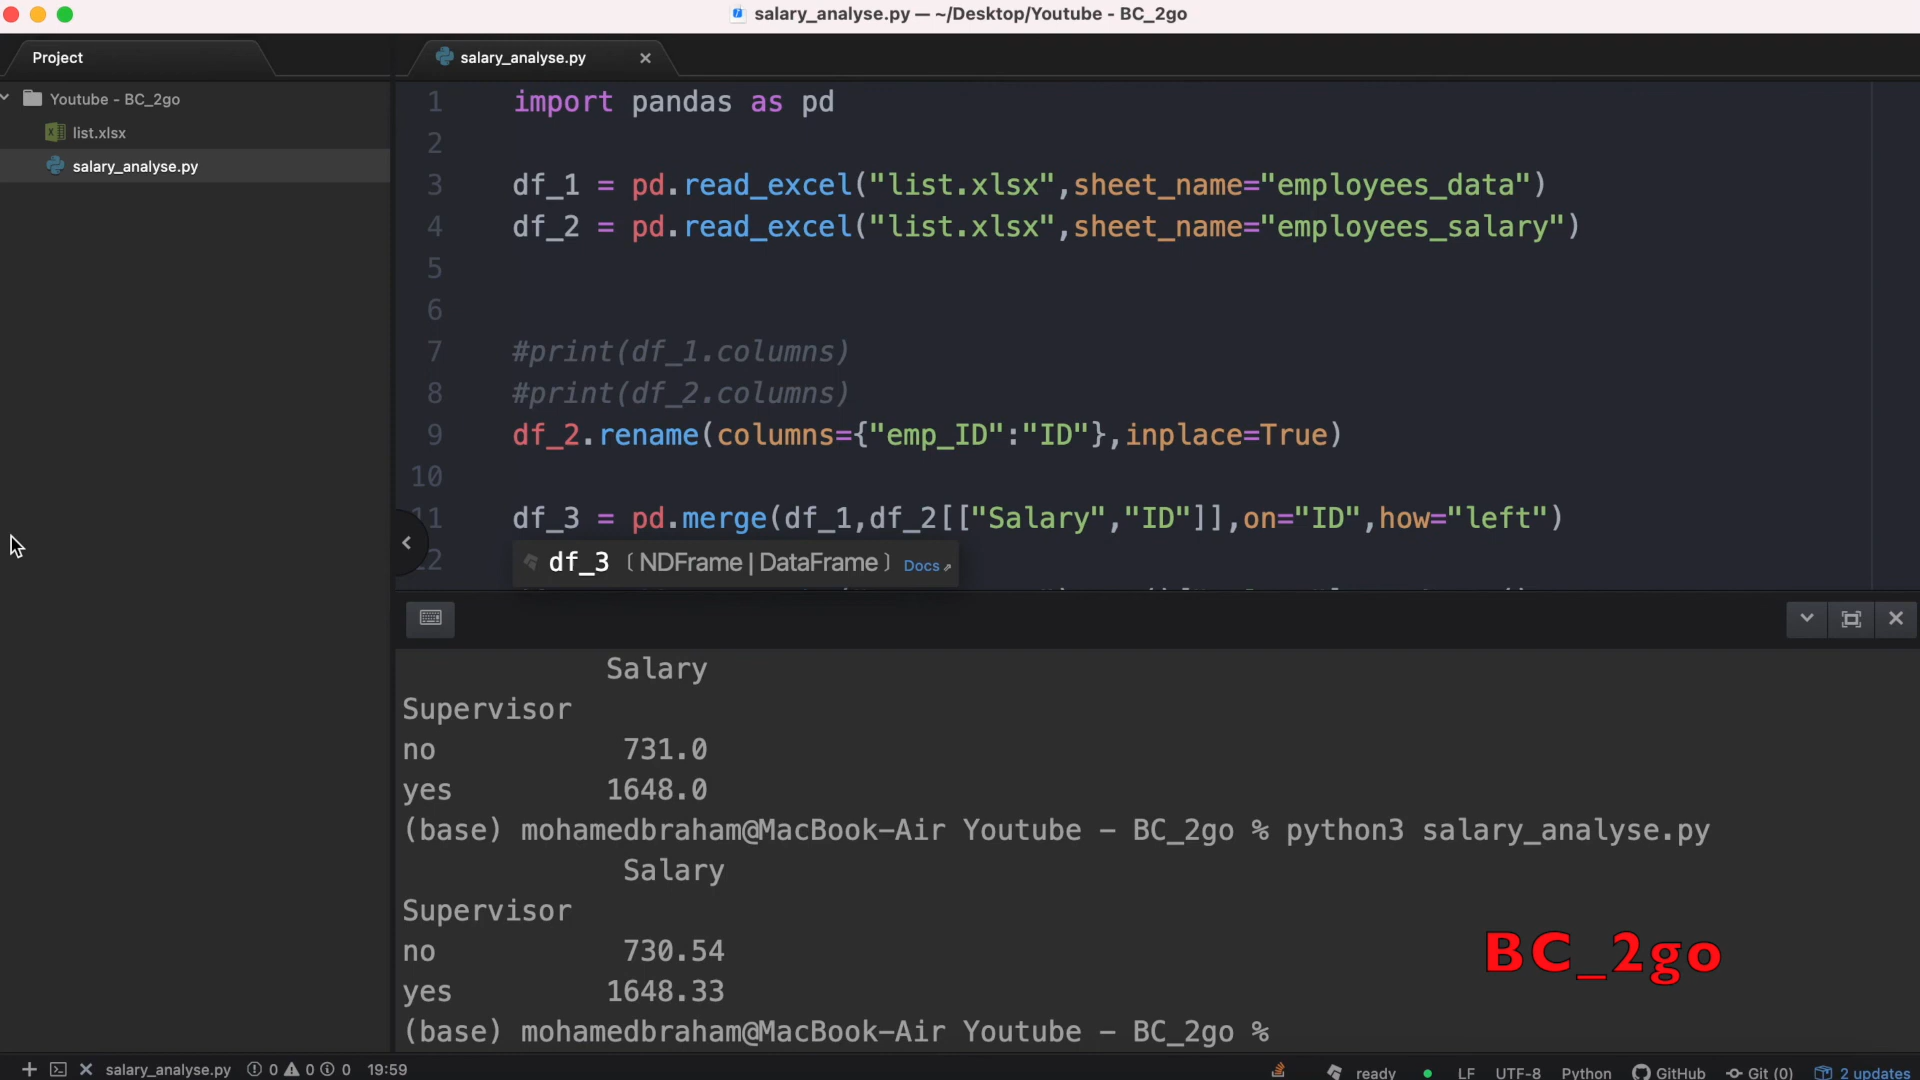 salary_analyse.py — ~/Desktop/Youtube - BC_2go
Project
salary_analyse.py
Youtube - BC_2go
list.xlsx
salary_analyse.py
1 import pandas as pd
2
3 df_1 = pd.read_excel("list.xlsx",sheet_name="employees_data")
4 df_2 = pd.read_excel("list.xlsx",sheet_name="employees_salary")
5
6
7 #print(df_1.columns)
8 #print(df_2.columns)
9 df_2.rename(columns={"emp_ID":"ID"},inplace=True)
10
11 df_3 = pd.merge(df_1,df_2[["Salary","ID"]],on="ID",how="left")
12
df_3 (NDFrame | DataFrame) Docs
Salary
Supervisor
no 731.0
yes 1648.0
(base) mohamedbraham@MacBook-Air Youtube - BC_2go % python3 salary_analyse.py
Salary
Supervisor
no 730.54
yes 1648.33
(base) mohamedbraham@MacBook-Air Youtube - BC_2go %
BC_2go
salary_analyse.py 0 0 0 19:59 ready LF UTF-8 Python GitHub Git (0) 2 updates